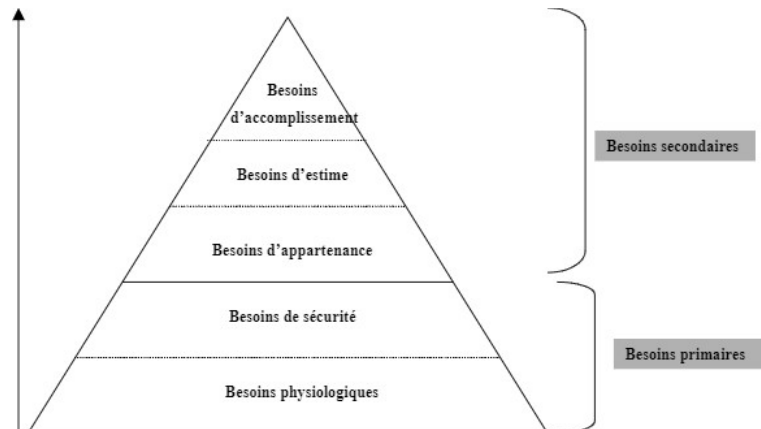 Besoins
d’accomplissement
Besoins secondaires
Besoins d’estime
Besoins d’appartenance
Besoins de sécurité
Besoins primaires
Besoins physiologiques